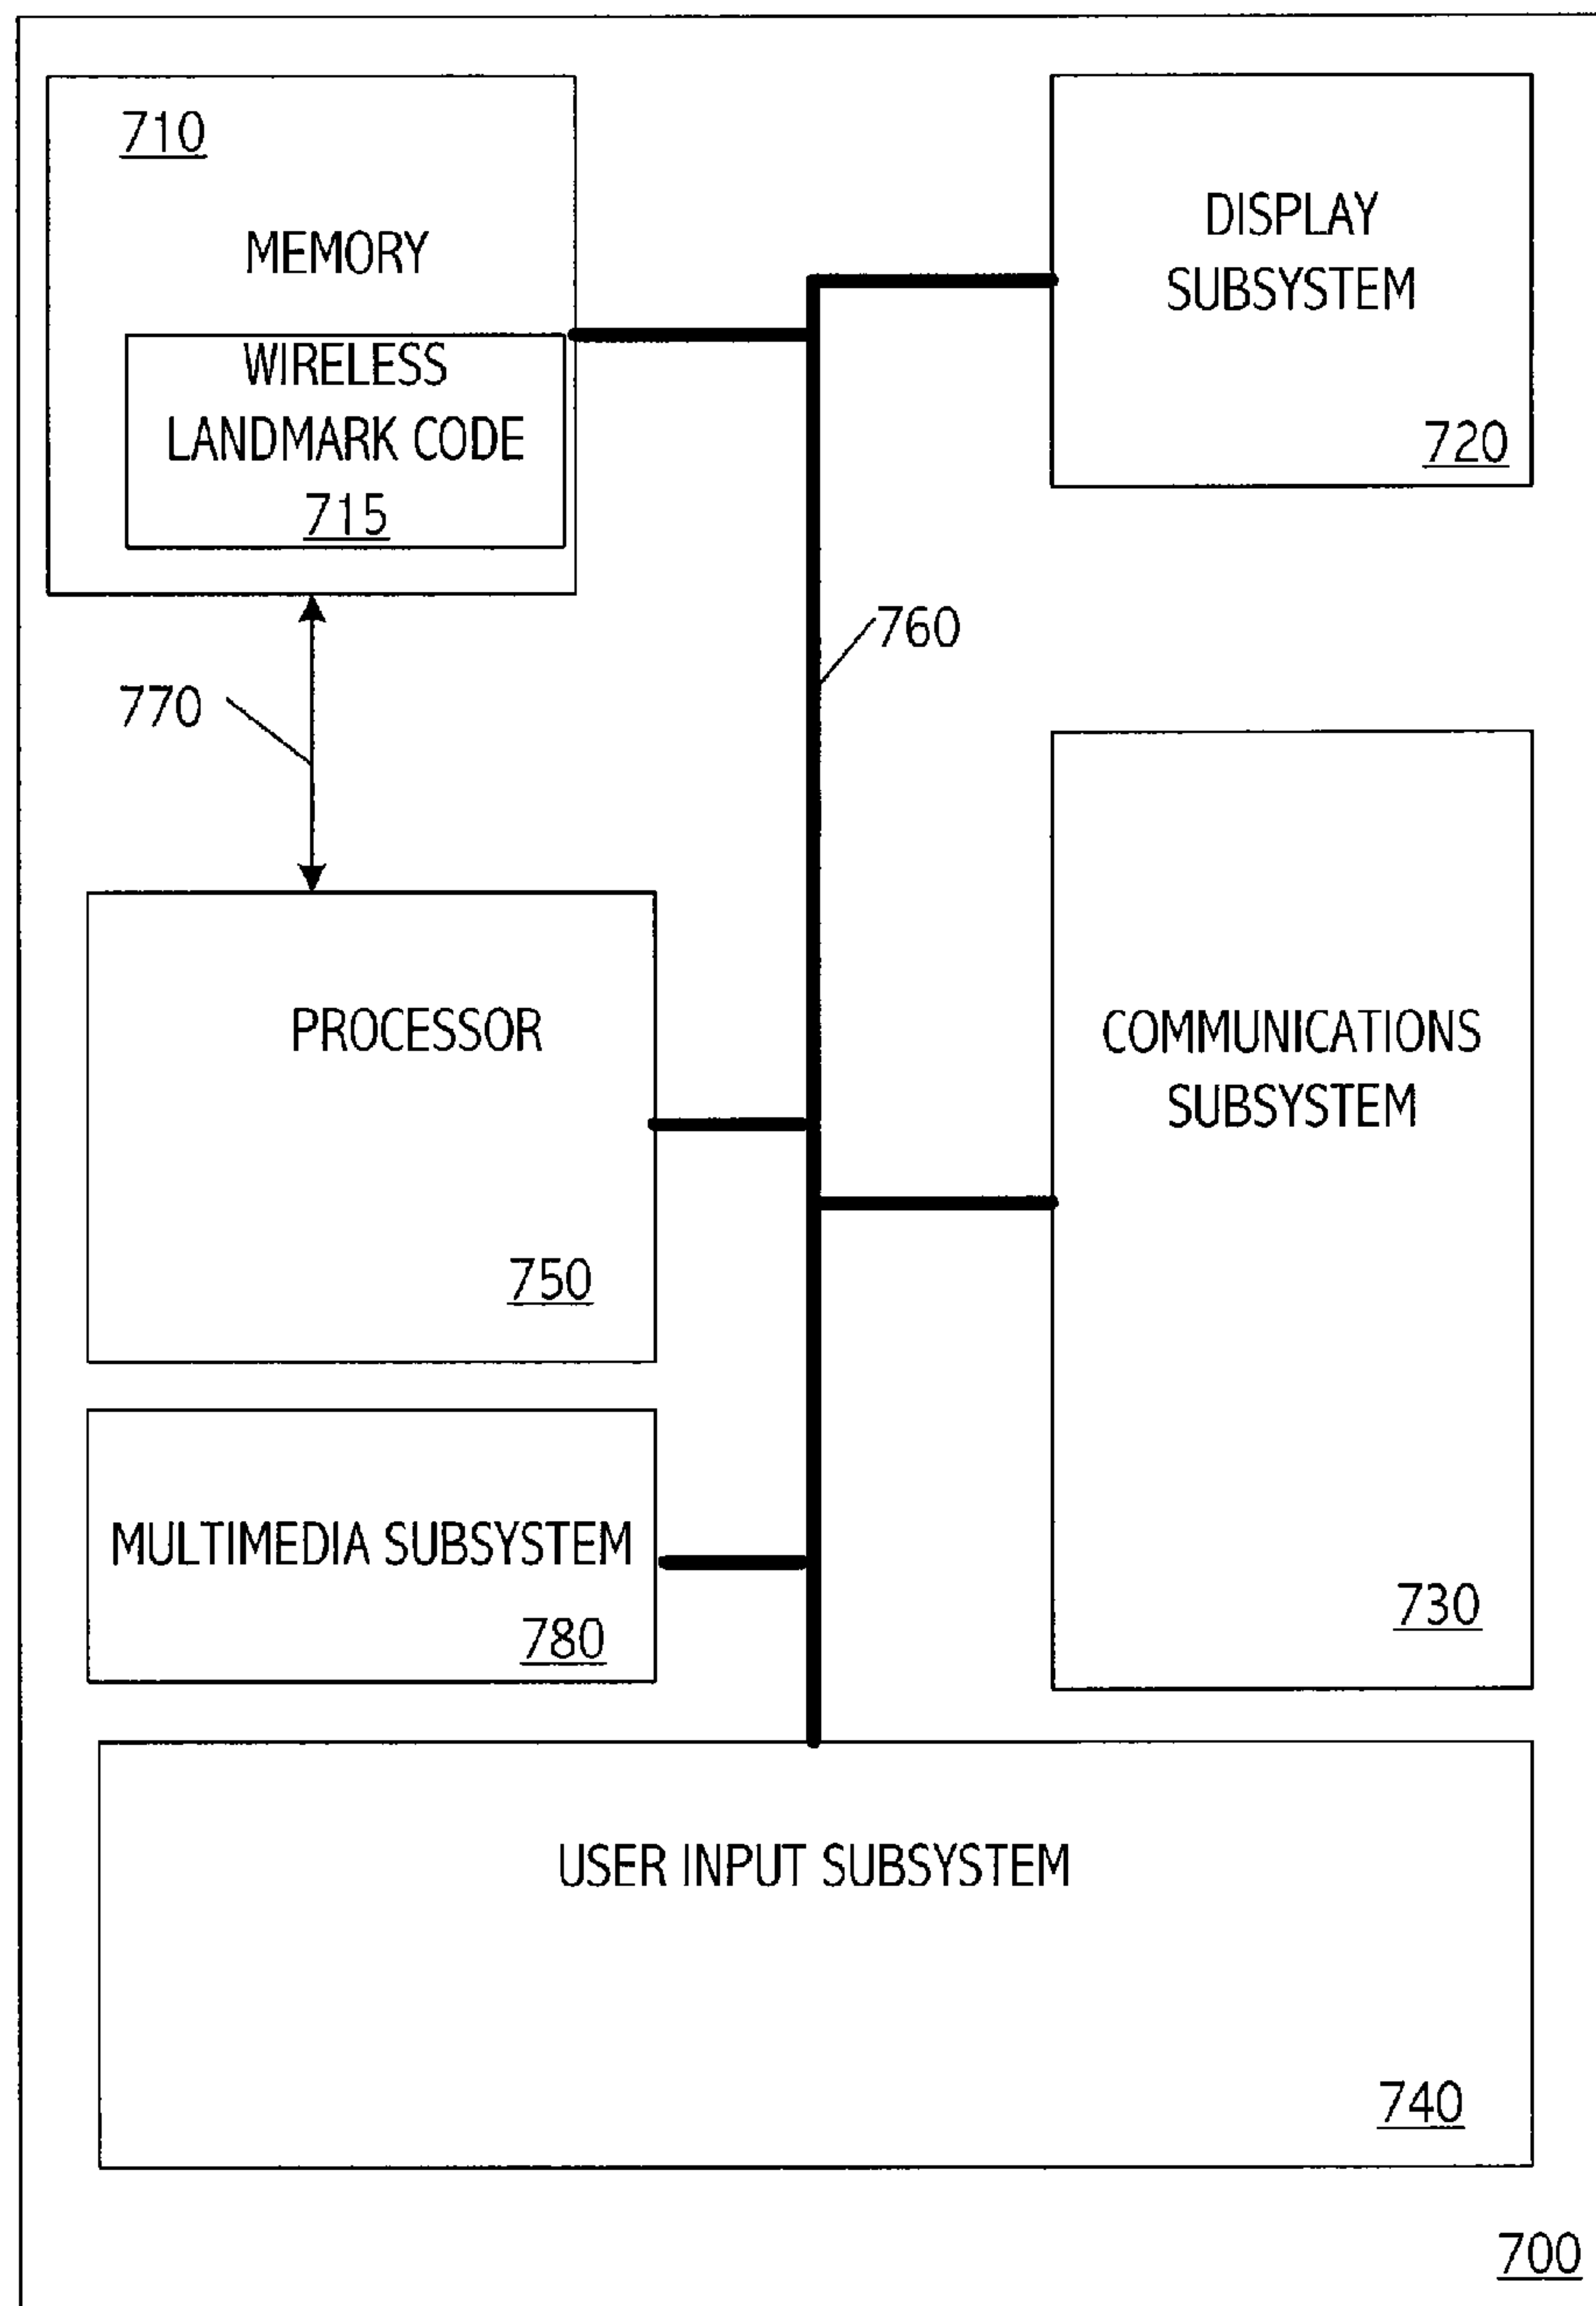 710
MEMORY
WIRELESS
LANDMARK CODE
715
DISPLAY
SUBSYSTEM
720
760
770
PROCESSOR
750
COMMUNICATIONS
SUBSYSTEM
730
MULTIMEDIA SUBSYSTEM
780
USER INPUT SUBSYSTEM
740
700